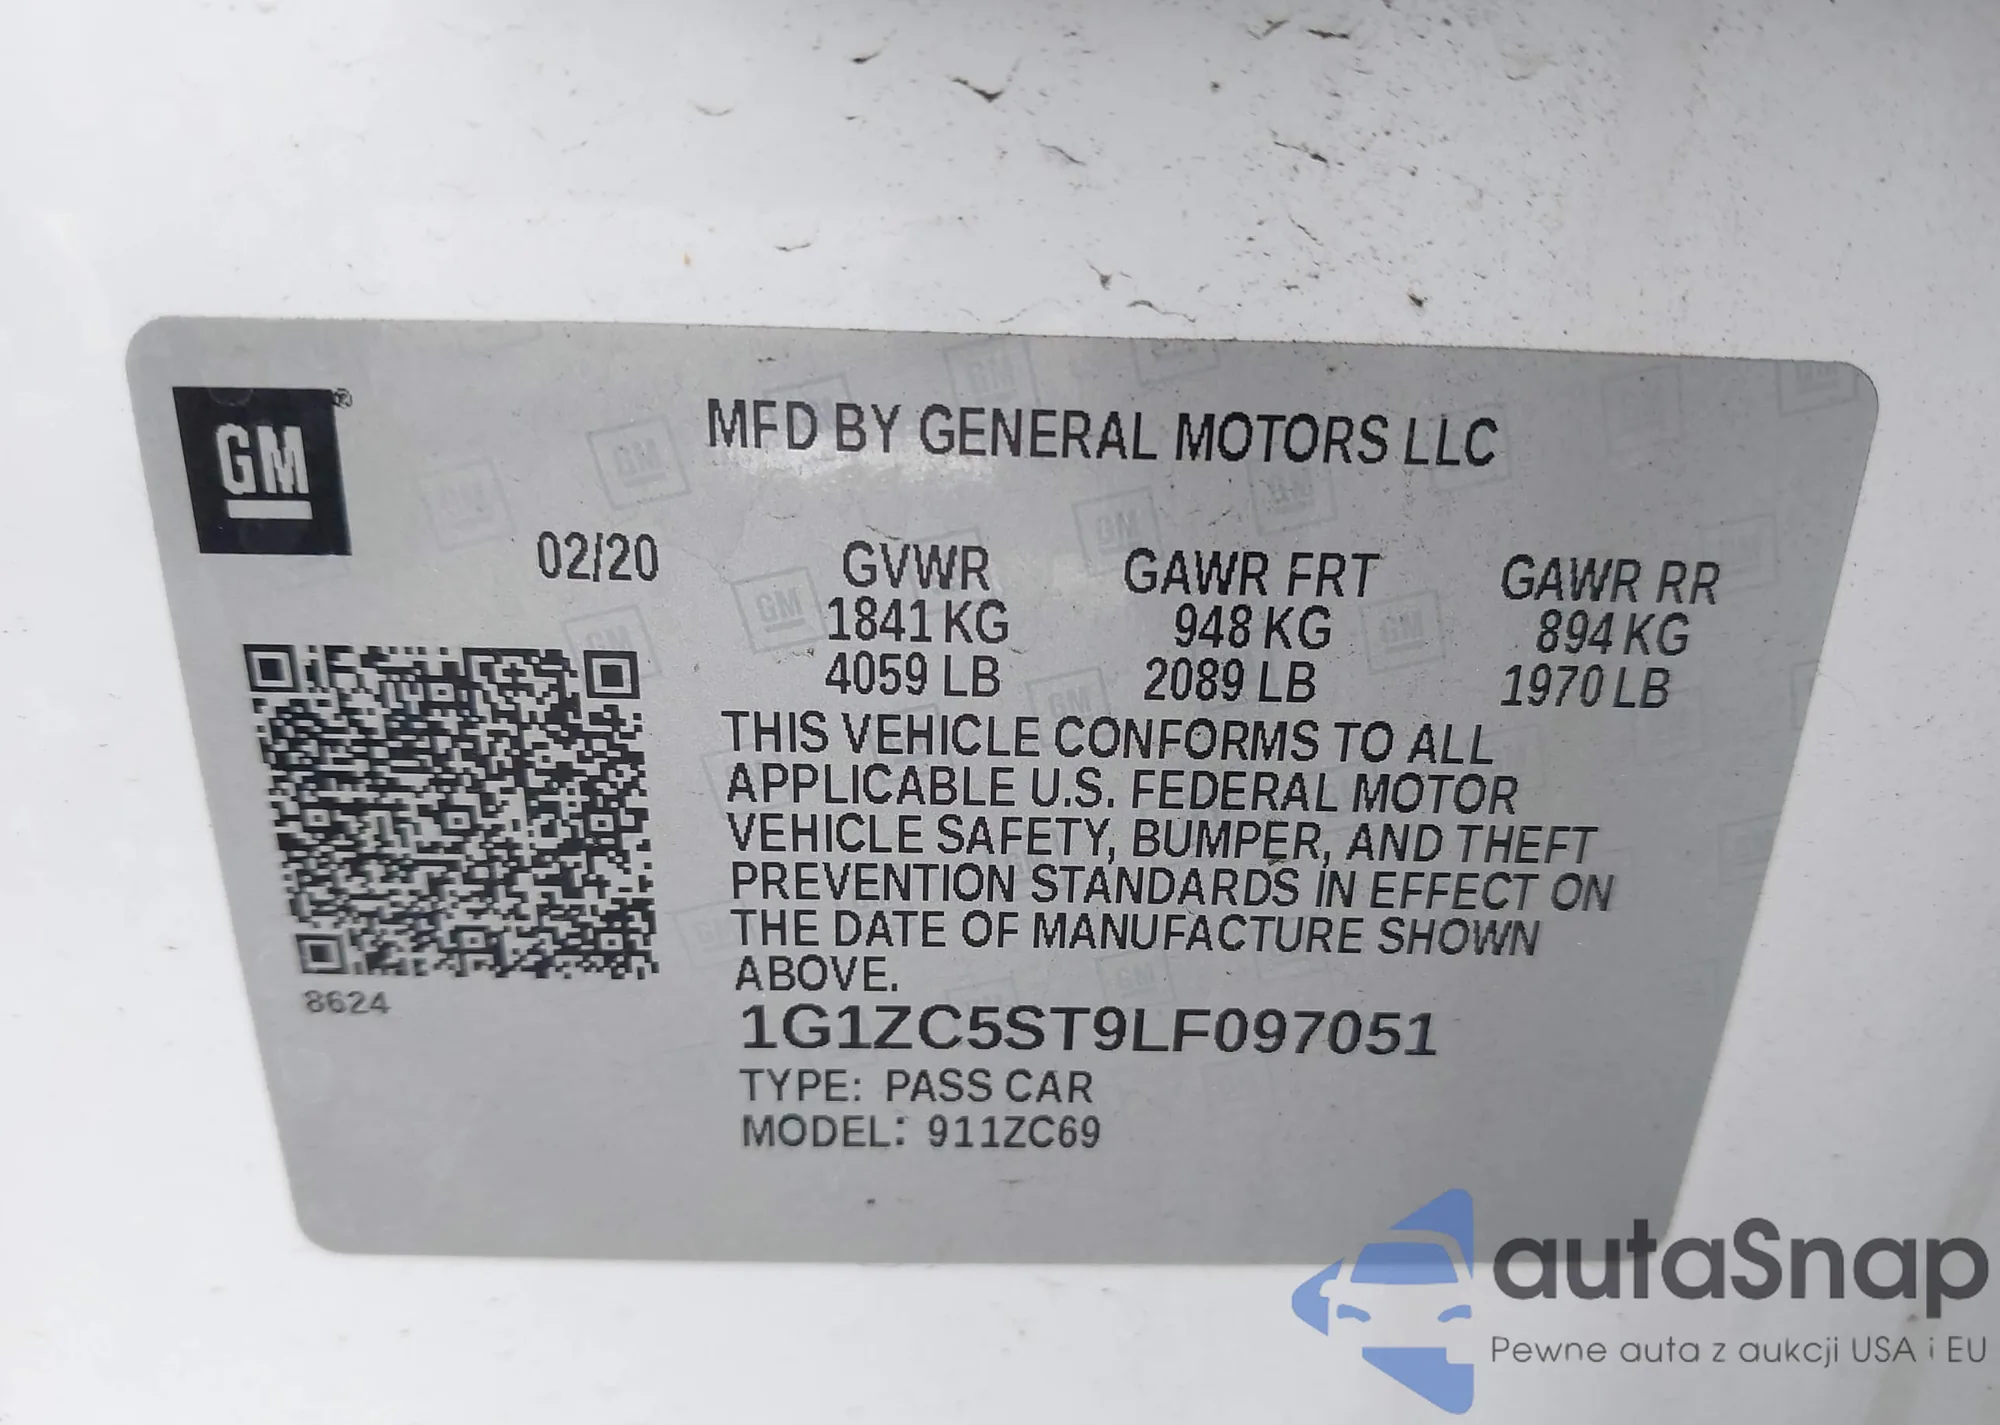 GM®
MFD BY GENERAL MOTORS LLC
02/20 GVWR GAWR FRT GAWR RR
1841 KG 948 KG 894 KG
4059 LB 2089 LB 1970 LB
THIS VEHICLE CONFORMS TO ALL
APPLICABLE U.S. FEDERAL MOTOR
VEHICLE SAFETY, BUMPER, AND THEFT
PREVENTION STANDARDS IN EFFECT ON
THE DATE OF MANUFACTURE SHOWN
ABOVE.
8624
1G1ZC5ST9LF097051
TYPE: PASS CAR
MODEL: 911ZC69
autaSnap
Pewne auta z aukcji USA i EU